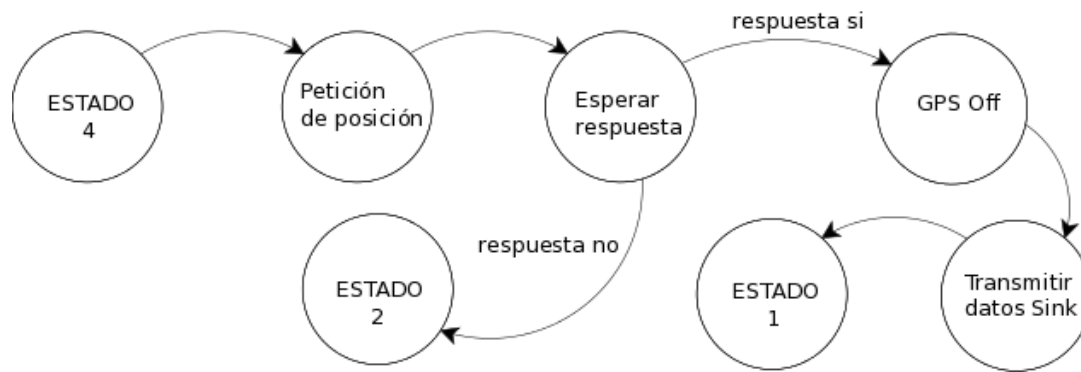 respuesta si
ESTADO
4
Petición
de posición
Esperar
respuesta
GPS Off
respuesta no
ESTADO
2
ESTADO
1
Transmitir
datos Sink